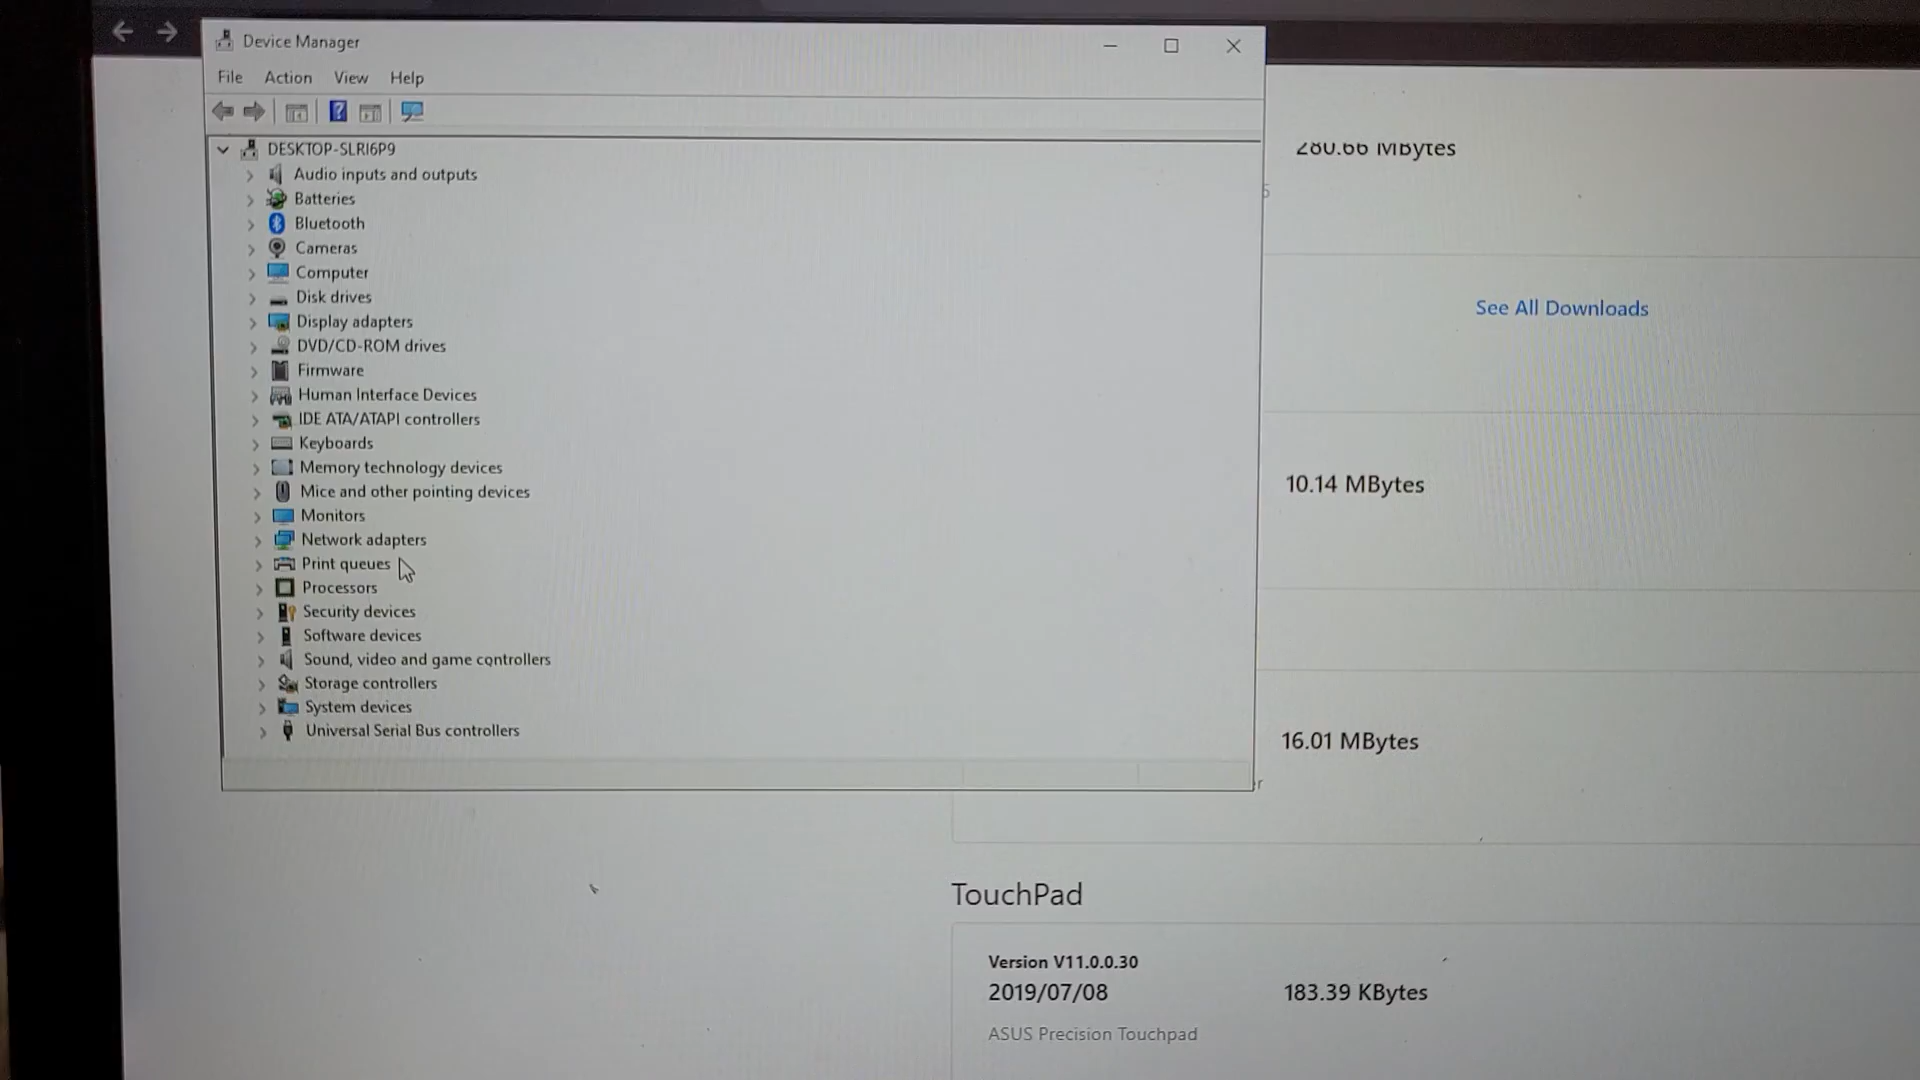 Device Manager
File Action View Help
DESKTOP-SLRI6P9
Audio inputs and outputs
Batteries
Bluetooth
Cameras
Computer
Disk drives
Display adapters
DVD/CD-ROM drives
Firmware
Human Interface Devices
IDE ATA/ATAPI controllers
Keyboards
Memory technology devices
Mice and other pointing devices
Monitors
Network adapters
Print queues
Processors
Security devices
Software devices
Sound, video and game controllers
Storage controllers
System devices
Universal Serial Bus controllers
280.66 MBytes
See All Downloads
10.14 MBytes
16.01 MBytes
TouchPad
Version V11.0.0.30
2019/07/08
183.39 KBytes
ASUS Precision Touchpad